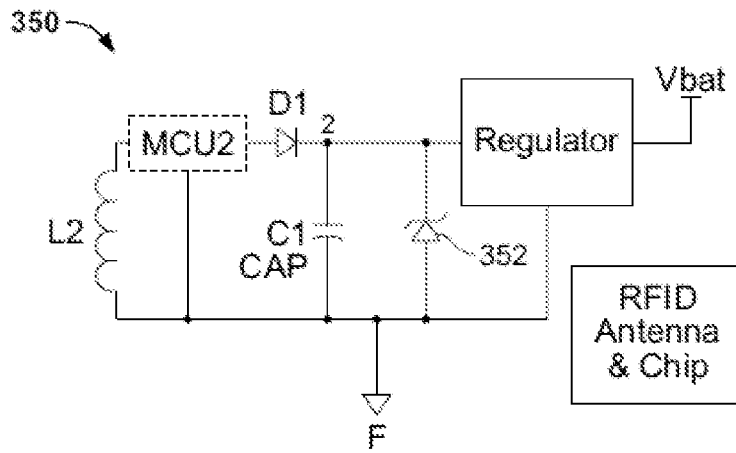 350
Vbat
D1
2
MCU2
Regulator
L2
C1
CAP
352
RFID
Antenna
& Chip
F